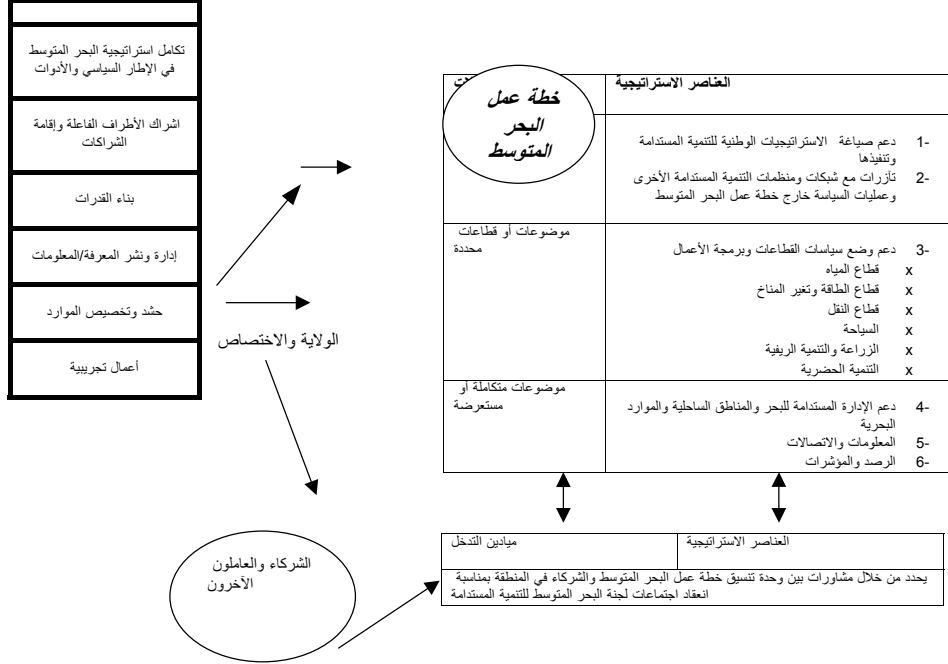 تكامل استراتيجية البحر المتوسط
في الإطار السياسي والأدوات
اشراك الأطراف الفاعلة وإقامة
الشراكات
بناء القدرات
إدارة ونشر المعرفة/المعلومات
حشد وتخصيص الموارد
أعمال تجريبية
الولاية والاختصاص
خطة عمل
البحر
المتوسط
العناصر الاستراتيجية
1- دعم صياغة الاستراتيجيات الوطنية للتنمية المستدامة
وتنفيذها
2- تآزرات مع شبكات ومنظمات التنمية المستدامة الأخرى
وعمليات السياسة خارج خطة عمل البحر المتوسط
موضوعات أو قطاعات
محددة
3- دعم وضع سياسات القطاعات وبرمجة الأعمال
x قطاع المياه
x قطاع الطاقة وتغير المناخ
x قطاع النقل
x السياحة
x الزراعة والتنمية الريفية
x التنمية الحضرية
موضوعات متكاملة أو
مستعرضة
4- دعم الإدارة المستدامة للبحر والمناطق الساحلية والموارد
البحرية
5- المعلومات والاتصالات
6- الرصد والمؤشرات
الشركاء والعاملون
الآخرون
ميادين التدخل
العناصر الاستراتيجية
يحدد من خلال مشاورات بين وحدة تنسيق خطة عمل البحر المتوسط والشركاء في المنطقة بمناسبة
انعقاد اجتماعات لجنة البحر المتوسط للتنمية المستدامة